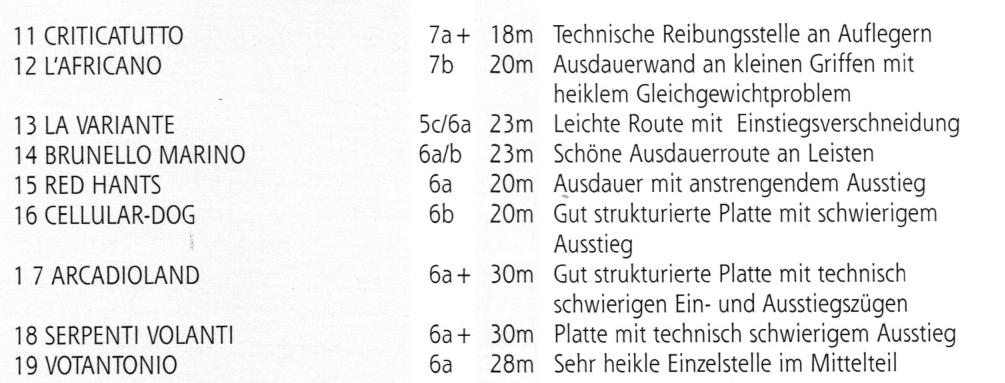 11 CRITICATUTTO 7a+ 18m Technische Reibungsstelle an Auflegern
12 L'AFRICANO 7b 20m Ausdauerwand an kleinen Griffen mit
heiklem Gleichgewichtproblem
13 LA VARIANTE 5c/6a 23m Leichte Route mit Einstiegsverschneidung
14 BRUNELLO MARINO 6a/b 23m Schöne Ausdauerroute an Leisten
15 RED HANTS 6a 20m Ausdauer mit anstrengendem Ausstieg
16 CELLULAR-DOG 6b 20m Gut strukturierte Platte mit schwierigem
Ausstieg
1 7 ARCADIOLAND 6a+ 30m Gut strukturierte Platte mit technisch
schwierigen Ein- und Ausstiegszügen
18 SERPENTI VOLANTI 6a+ 30m Platte mit technisch schwierigem Ausstieg
19 VOTANTONIO 6a 28m Sehr heikle Einzelstelle im Mittelteil